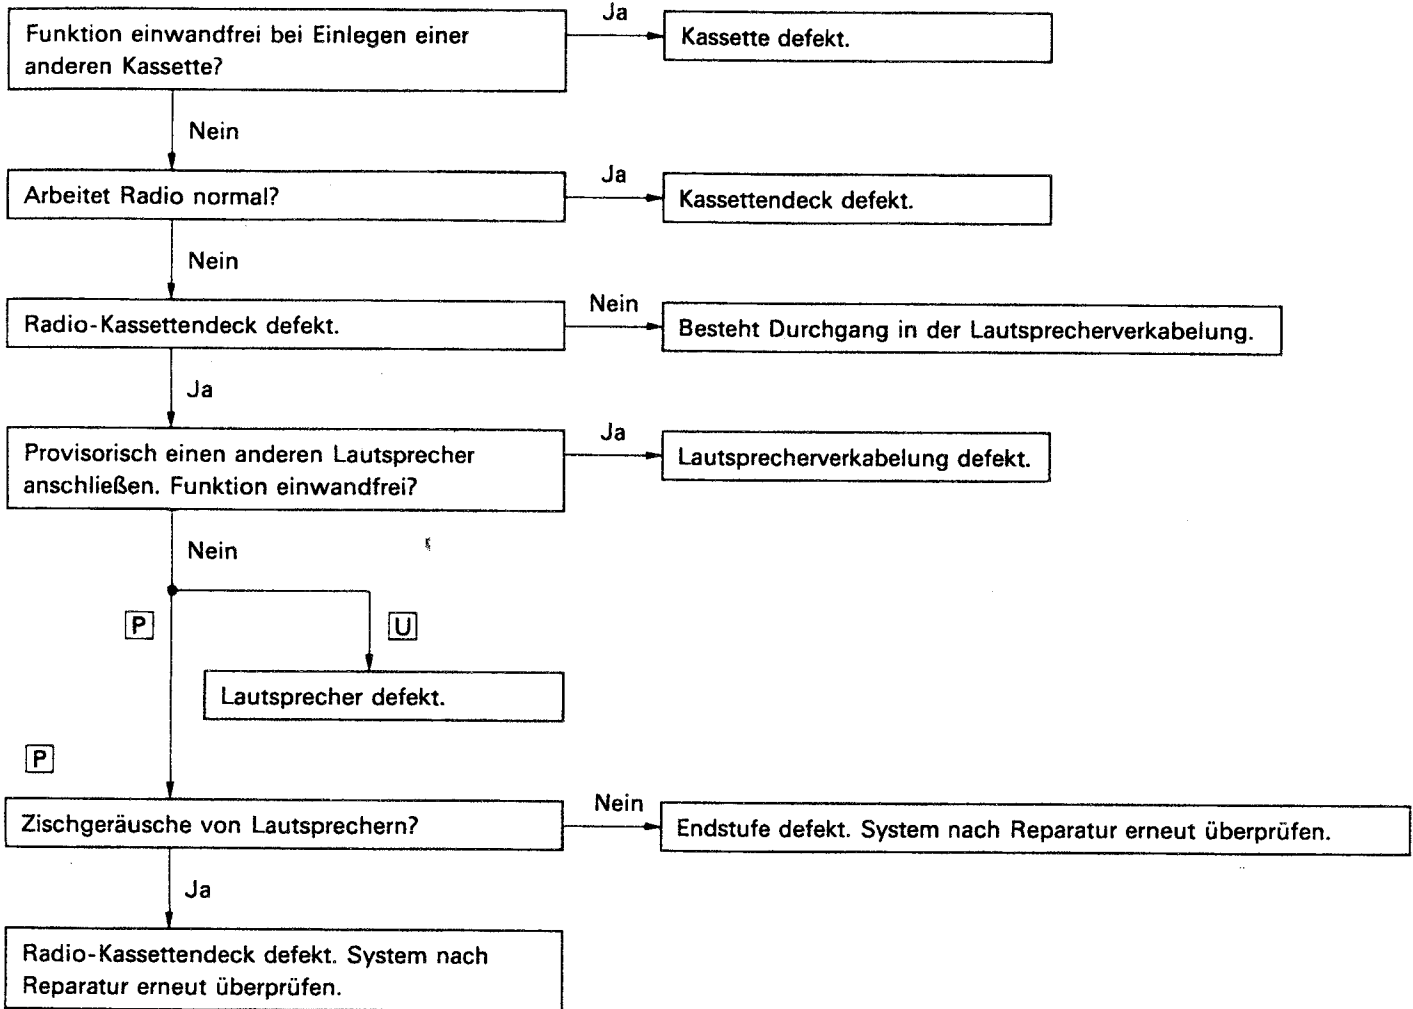 Ja
Funktion einwandfrei bei Einlegen einer
anderen Kassette?
Kassette defekt.
Nein
Arbeitet Radio normal?
Ja
Kassettendeck defekt.
Nein
Radio-Kassettendeck defekt.
Nein
Besteht Durchgang in der Lautsprecherverkabelung.
Ja
Provisorisch einen anderen Lautsprecher
anschließen. Funktion einwandfrei?
Ja
Lautsprecherverkabelung defekt.
Nein
P
U
Lautsprecher defekt.
P
Zischgeräusche von Lautsprechern?
Nein
Endstufe defekt. System nach Reparatur erneut überprüfen.
Ja
Radio-Kassettendeck defekt. System nach
Reparatur erneut überprüfen.